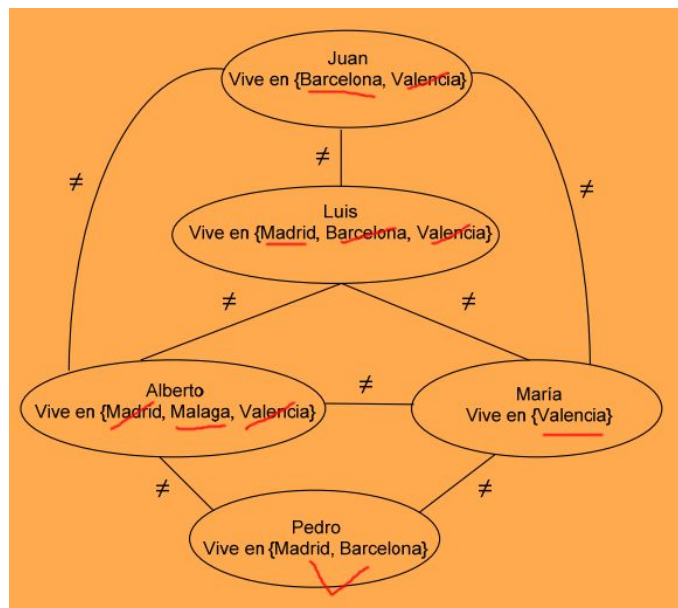 Juan
Vive en {Barcelona, Valencia}
≠
≠
≠
Luis
Vive en {Madrid, Barcelona, Valencia}
≠
≠
Alberto
Vive en {Madrid, Malaga, Valencia}
≠
María
Vive en {Valencia}
≠
≠
Pedro
Vive en {Madrid, Barcelona}